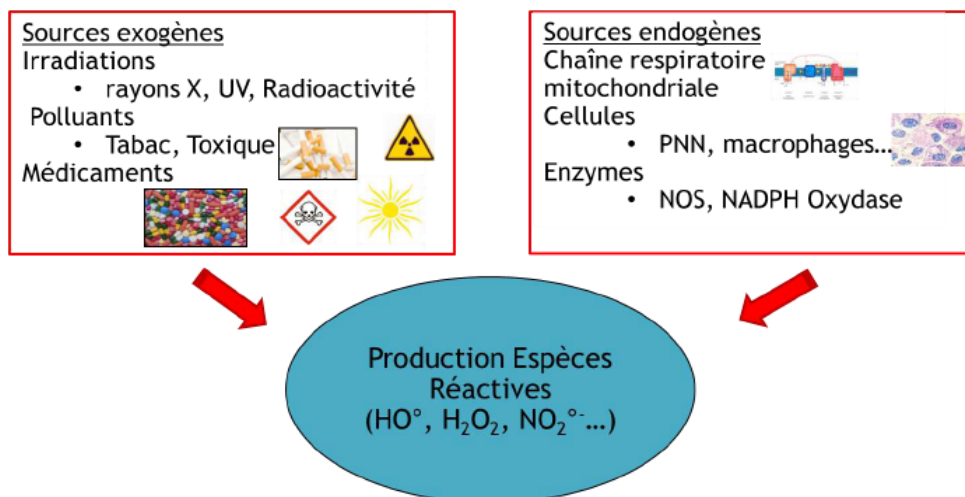 Sources exogènes
Irradiations
• rayons X, UV, Radioactivité
Polluants
• Tabac, Toxique
Médicaments
Sources endogènes
Chaîne respiratoire
mitochondriale
Cellules
• PNN, macrophages…
Enzymes
• NOS, NADPH Oxydase
Production Espèces
Réactives
(HO°, H₂O₂, NO₂°⁻…)